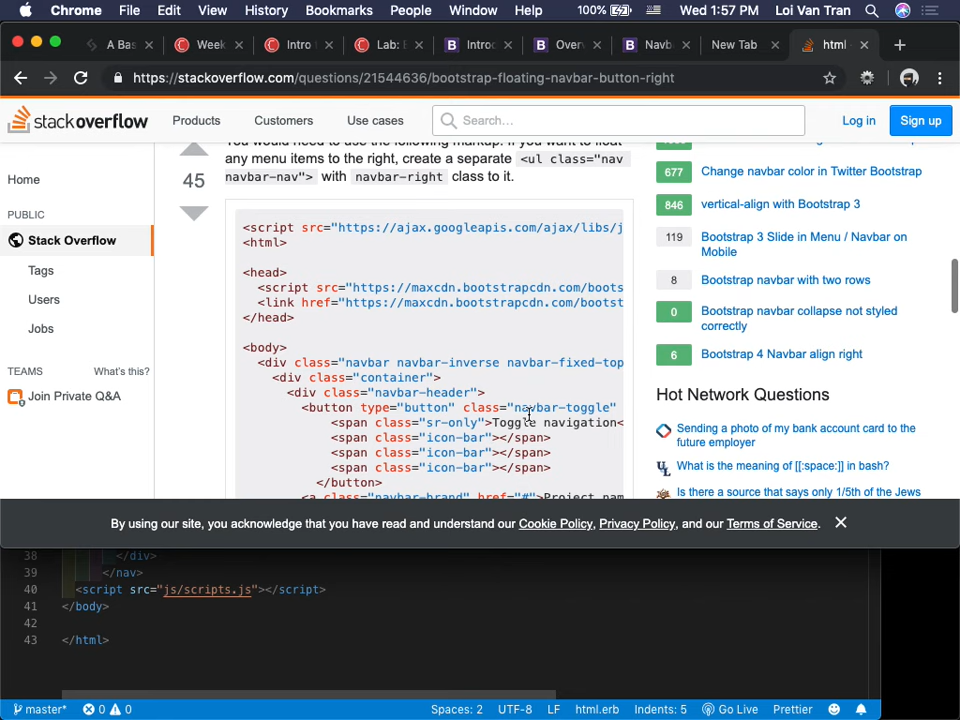 Chrome File Edit View History Bookmarks People Window Help 100% Wed 1:57 PM Loi Van Tran
A Bas Week Intro Lab: Introd Over Navb New Tab html
https://stackoverflow.com/questions/21544636/bootstrap-floating-navbar-button-right
stackoverflow Products Customers Use cases Search... Log in Sign up
Home
PUBLIC
Stack Overflow
Tags
Users
Jobs
TEAMS What's this?
Join Private Q&A
45
any menu items to the right, create a separate <ul class="nav
navbar-nav"> with navbar-right class to it.
<script src="https://ajax.googleapis.com/ajax/libs/j
<html>
<head>
<script src="https://maxcdn.bootstrapcdn.com/boots
<link href="https://maxcdn.bootstrapcdn.com/bootst
</head>
<body>
<div class="navbar navbar-inverse navbar-fixed-top
<div class="container">
<div class="navbar-header">
<button type="button" class="navbar-toggle"
<span class="sr-only">Toggle navigation<
<span class="icon-bar"></span>
<span class="icon-bar"></span>
<span class="icon-bar"></span>
</button>
<a class="navbar-brand" href="#">Project nam
677 Change navbar color in Twitter Bootstrap
846 vertical-align with Bootstrap 3
119 Bootstrap 3 Slide in Menu / Navbar on
Mobile
8 Bootstrap navbar with two rows
0 Bootstrap navbar collapse not styled
correctly
6 Bootstrap 4 Navbar align right
Hot Network Questions
Sending a photo of my bank account card to the
future employer
What is the meaning of [[:space:]] in bash?
Is there a source that says only 1/5th of the Jews
By using our site, you acknowledge that you have read and understand our Cookie Policy, Privacy Policy, and our Terms of Service.
38 </div>
39 </nav>
40 <script src="js/scripts.js"></script>
41 </body>
42
43 </html>
master* 0 0 Spaces: 2 UTF-8 LF html.erb Indents: 5 Go Live Prettier